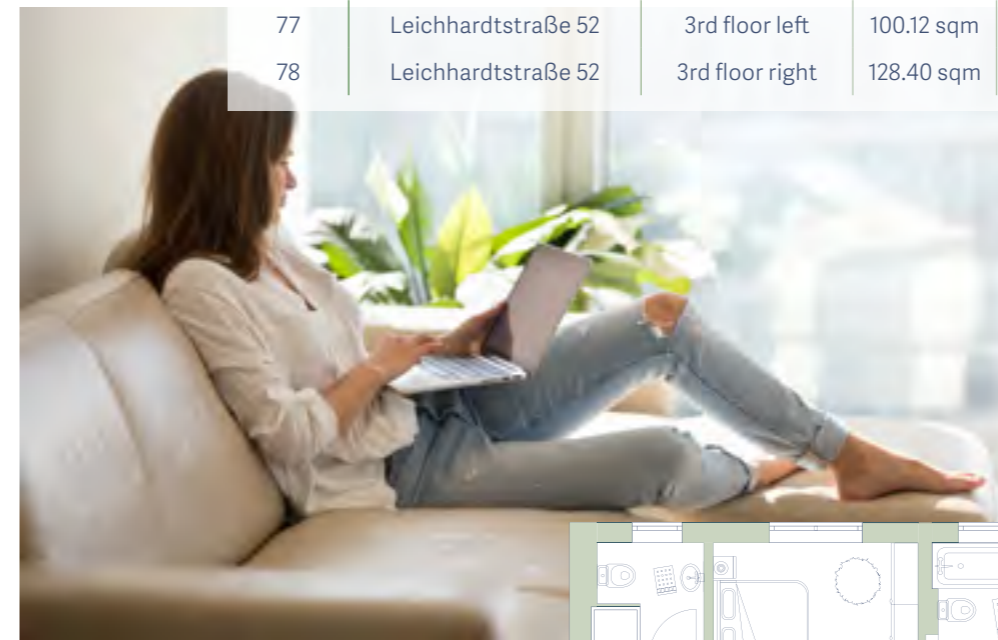 77 Leichhardtstraße 52 3rd floor left 100.12 sqm
78 Leichhardtstraße 52 3rd floor right 128.40 sqm